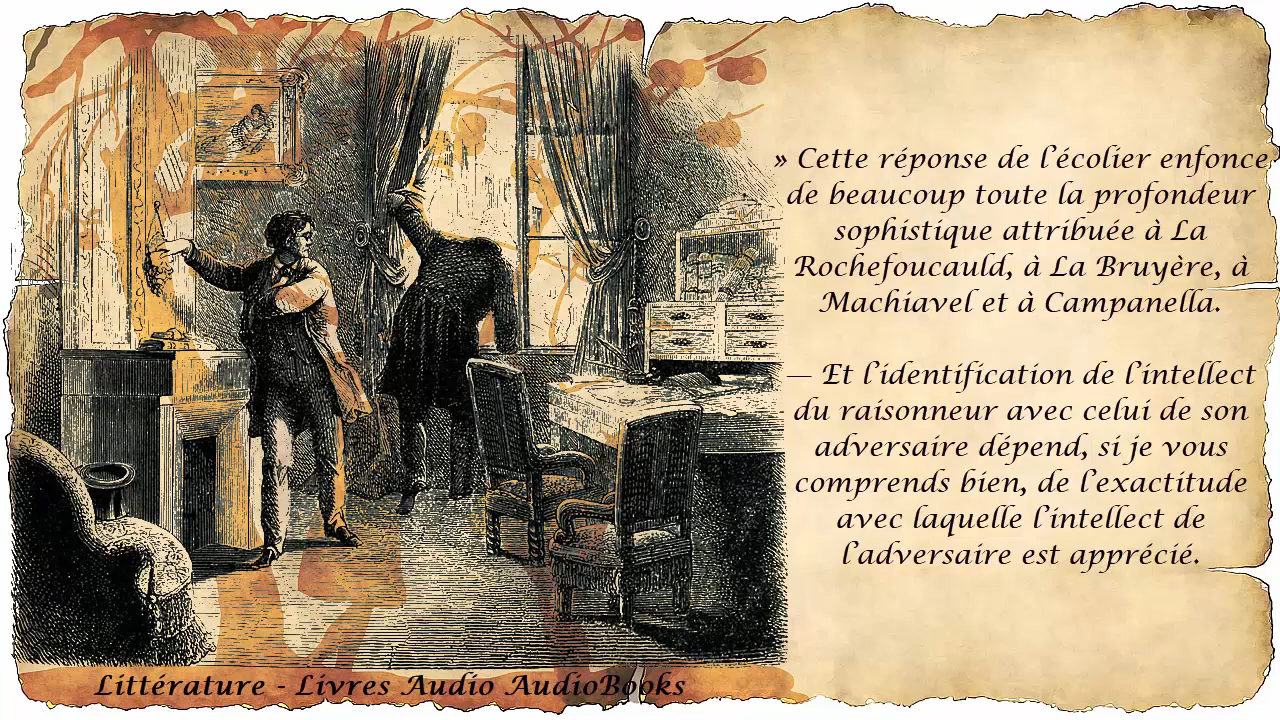 » Cette réponse de l’écolier enfonce
de beaucoup toute la profondeur
sophistique attribuée à La
Rochefoucauld, à La Bruyère, à
Machiavel et à Campanella.
— Et l’identification de l’intellect
du raisonneur avec celui de son
adversaire dépend, si je vous
comprends bien, de l’exactitude
avec laquelle l’intellect de
l’adversaire est apprécié.
Littérature - Livres Audio AudioBooks